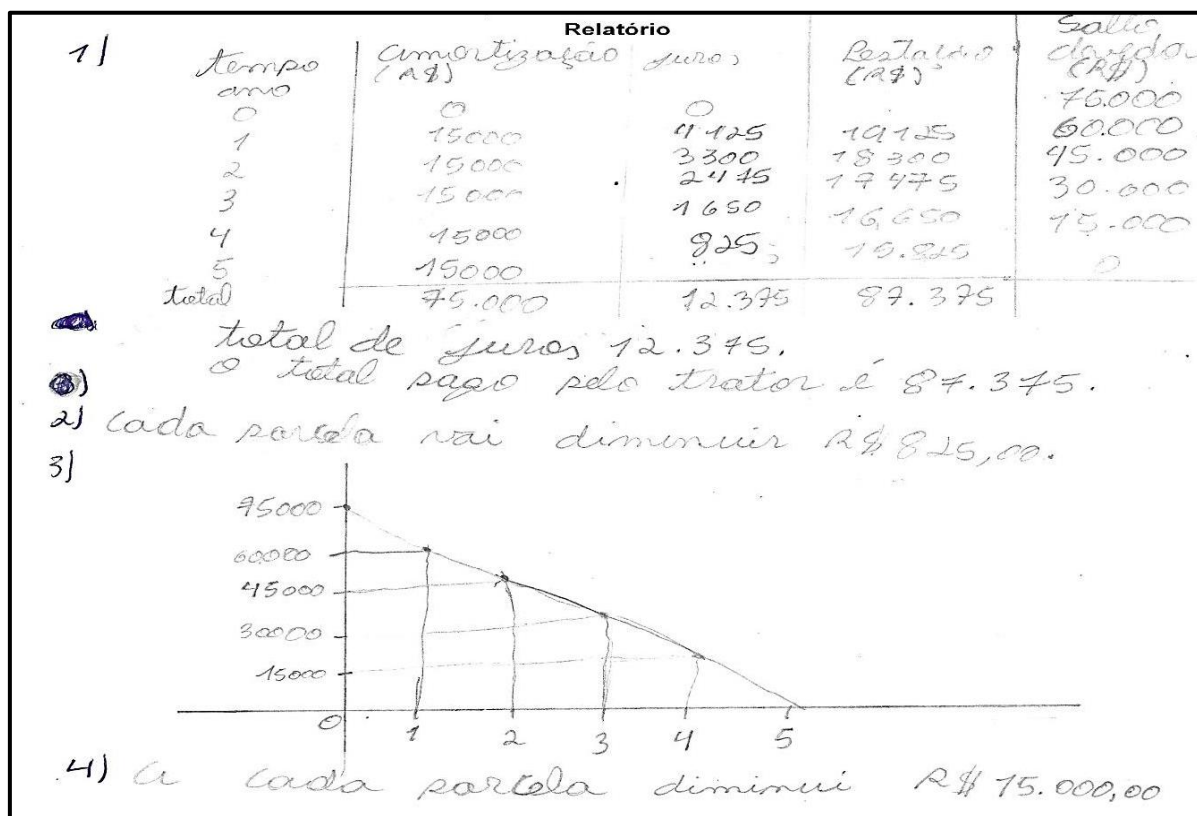 Relatório
1) tempo ano amortização (R$) juros Prestação (R$) Saldo devedor (R$)
0 0 0 75.000
1 15000 4125 19125 60.000
2 15000 3300 18300 45.000
3 15000 2475 17475 30.000
4 15000 1650 16.650 15.000
5 15000 825 15.825 0
total 75.000 12.375 87.375
total de juros 12.375.
o total pago pelo trator é 87.375.
2) Cada parcela vai diminuir R$ 825,00.
3)
75000
60000
45000
30000
15000
0 1 2 3 4 5
4) A cada parcela diminui R$ 15.000,00